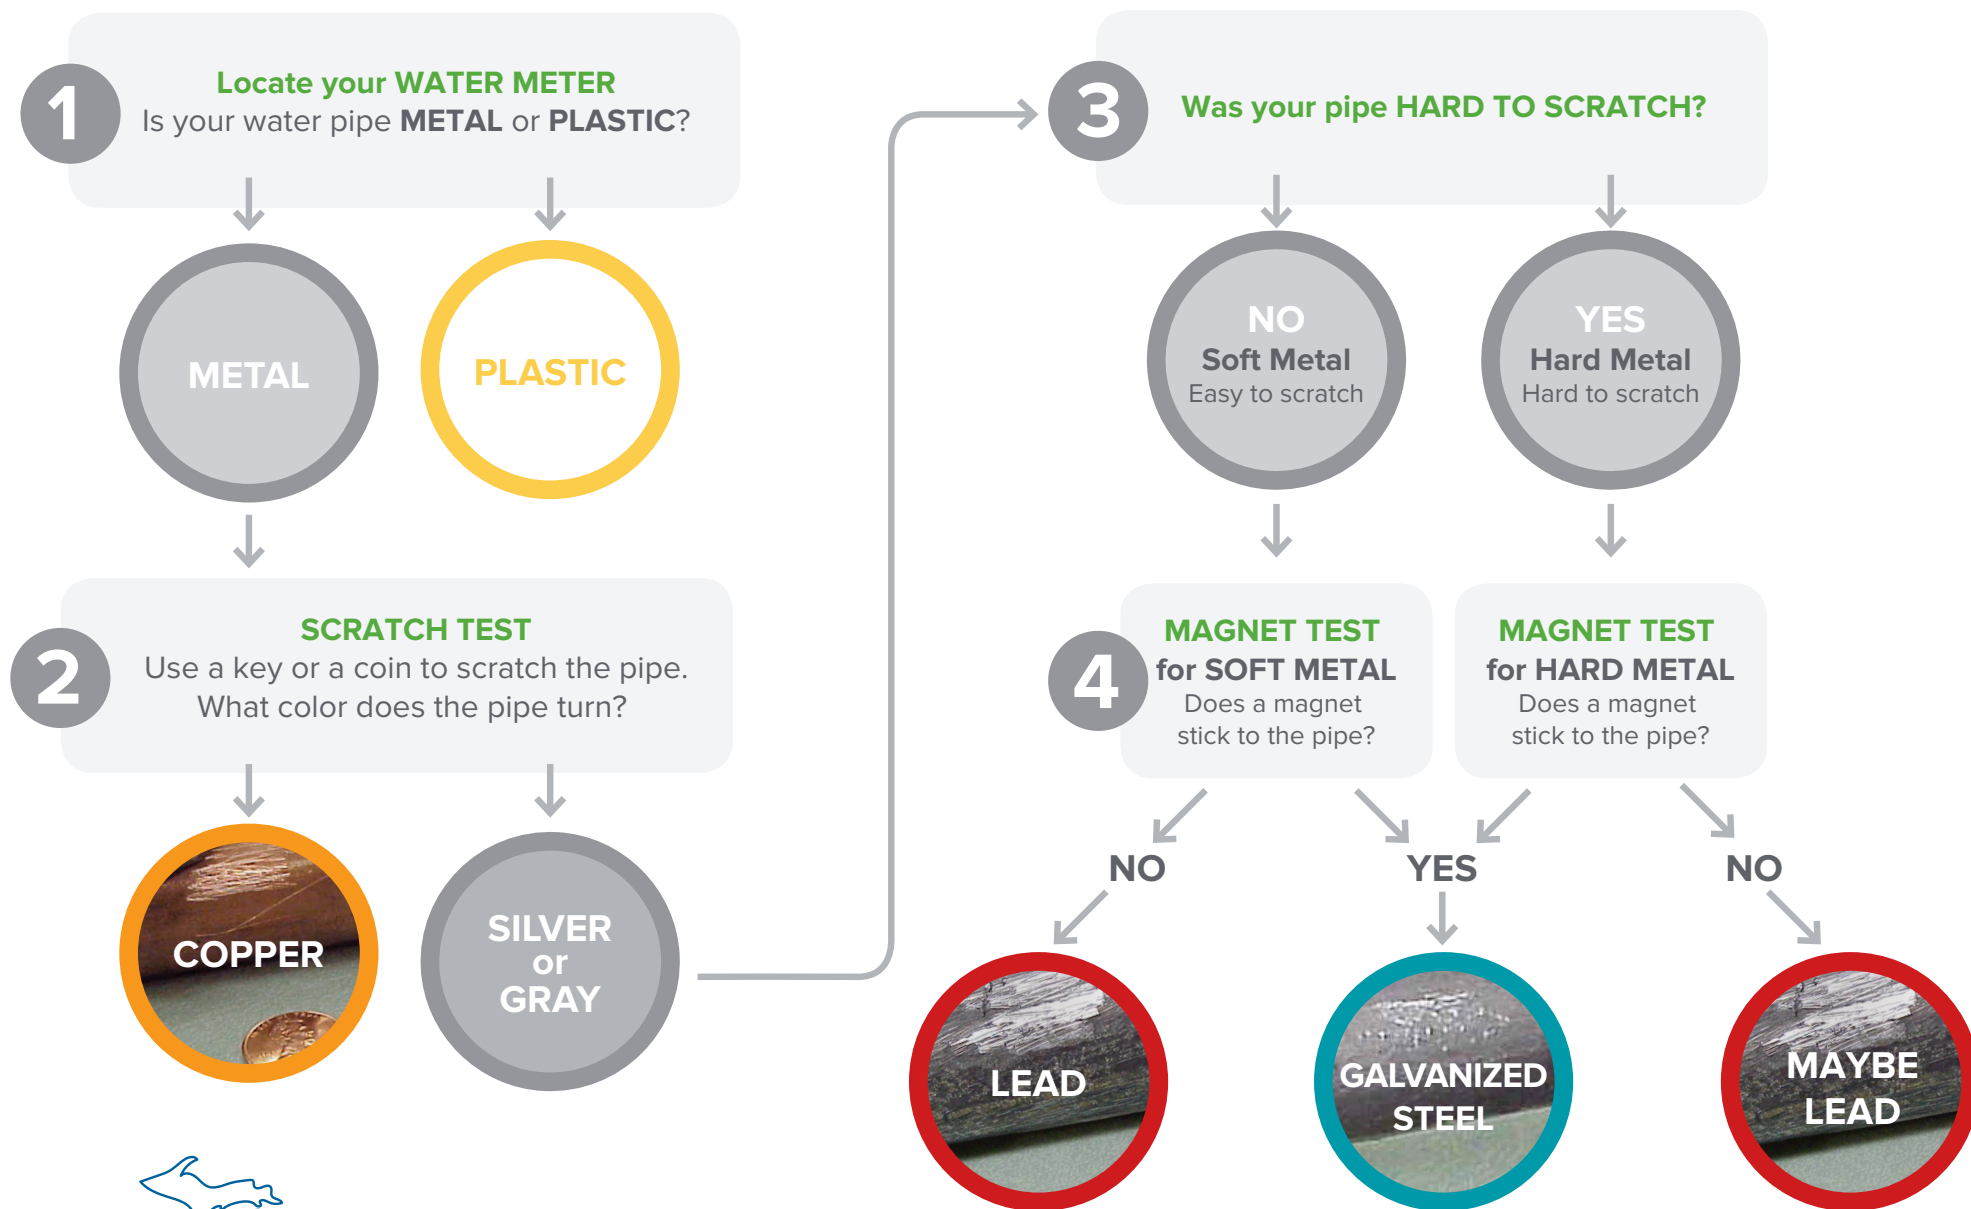 1
Locate your WATER METER
Is your water pipe METAL or PLASTIC?
METAL
PLASTIC
2
SCRATCH TEST
Use a key or a coin to scratch the pipe.
What color does the pipe turn?
COPPER
SILVER
or
GRAY
3
Was your pipe HARD TO SCRATCH?
NO
Soft Metal
Easy to scratch
YES
Hard Metal
Hard to scratch
4
MAGNET TEST
for SOFT METAL
Does a magnet
stick to the pipe?
MAGNET TEST
for HARD METAL
Does a magnet
stick to the pipe?
NO
YES
NO
LEAD
GALVANIZED
STEEL
MAYBE
LEAD